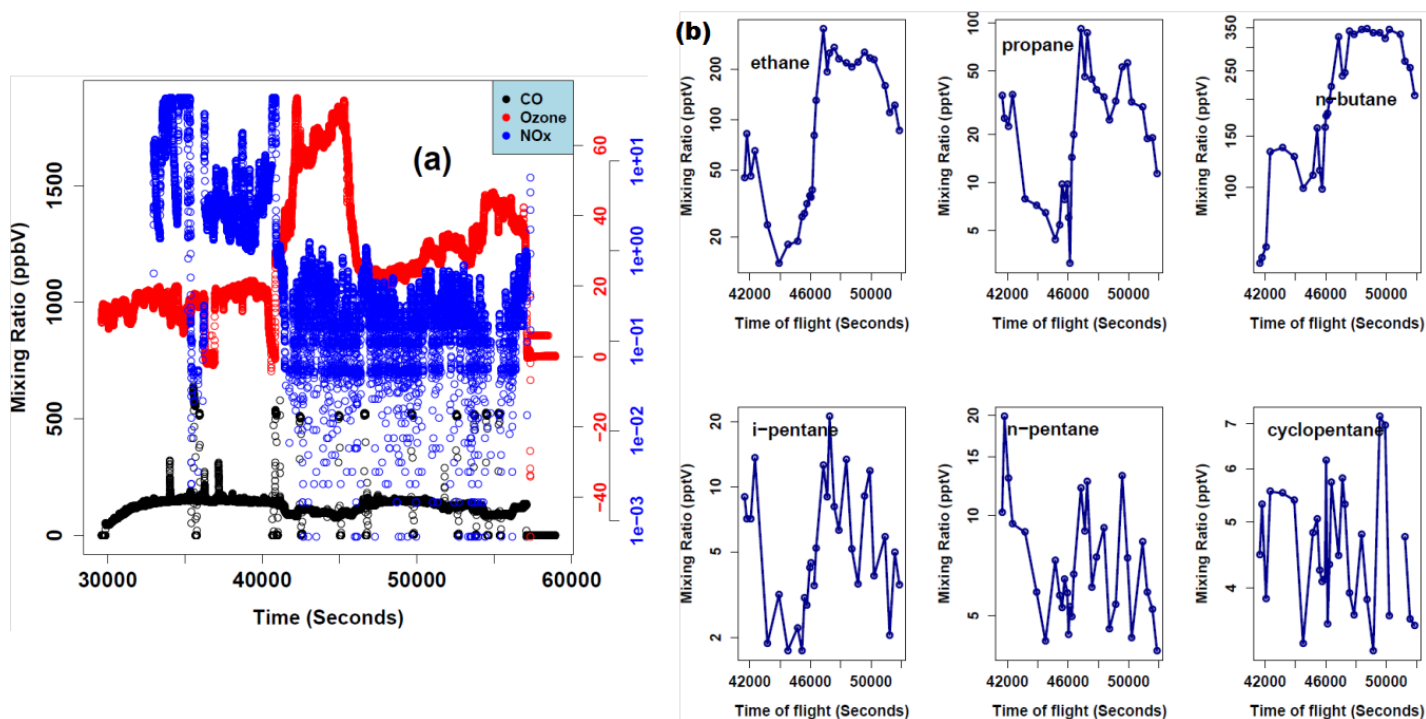 (a)
CO
Ozone
NOx
Mixing Ratio (ppbV)
0 500 1000 1500
−40 −20 0 20 40 60
1e−03 1e−02 1e−01 1e+00 1e+01
30000 40000 50000 60000
Time (Seconds)
(b)
ethane
Mixing Ratio (pptV)
20 50 100 200
42000 46000 50000
Time of flight (Seconds)
propane
Mixing Ratio (pptV)
5 10 20 50 100
42000 46000 50000
Time of flight (Seconds)
n−butane
Mixing Ratio (pptV)
100 150 250 350
42000 46000 50000
Time of flight (Seconds)
i−pentane
Mixing Ratio (pptV)
2 5 10 20
42000 46000 50000
Time of flight (Seconds)
n−pentane
Mixing Ratio (pptV)
5 10 15 20
42000 46000 50000
Time of flight (Seconds)
cyclopentane
Mixing Ratio (pptV)
4 5 6 7
42000 46000 50000
Time of flight (Seconds)